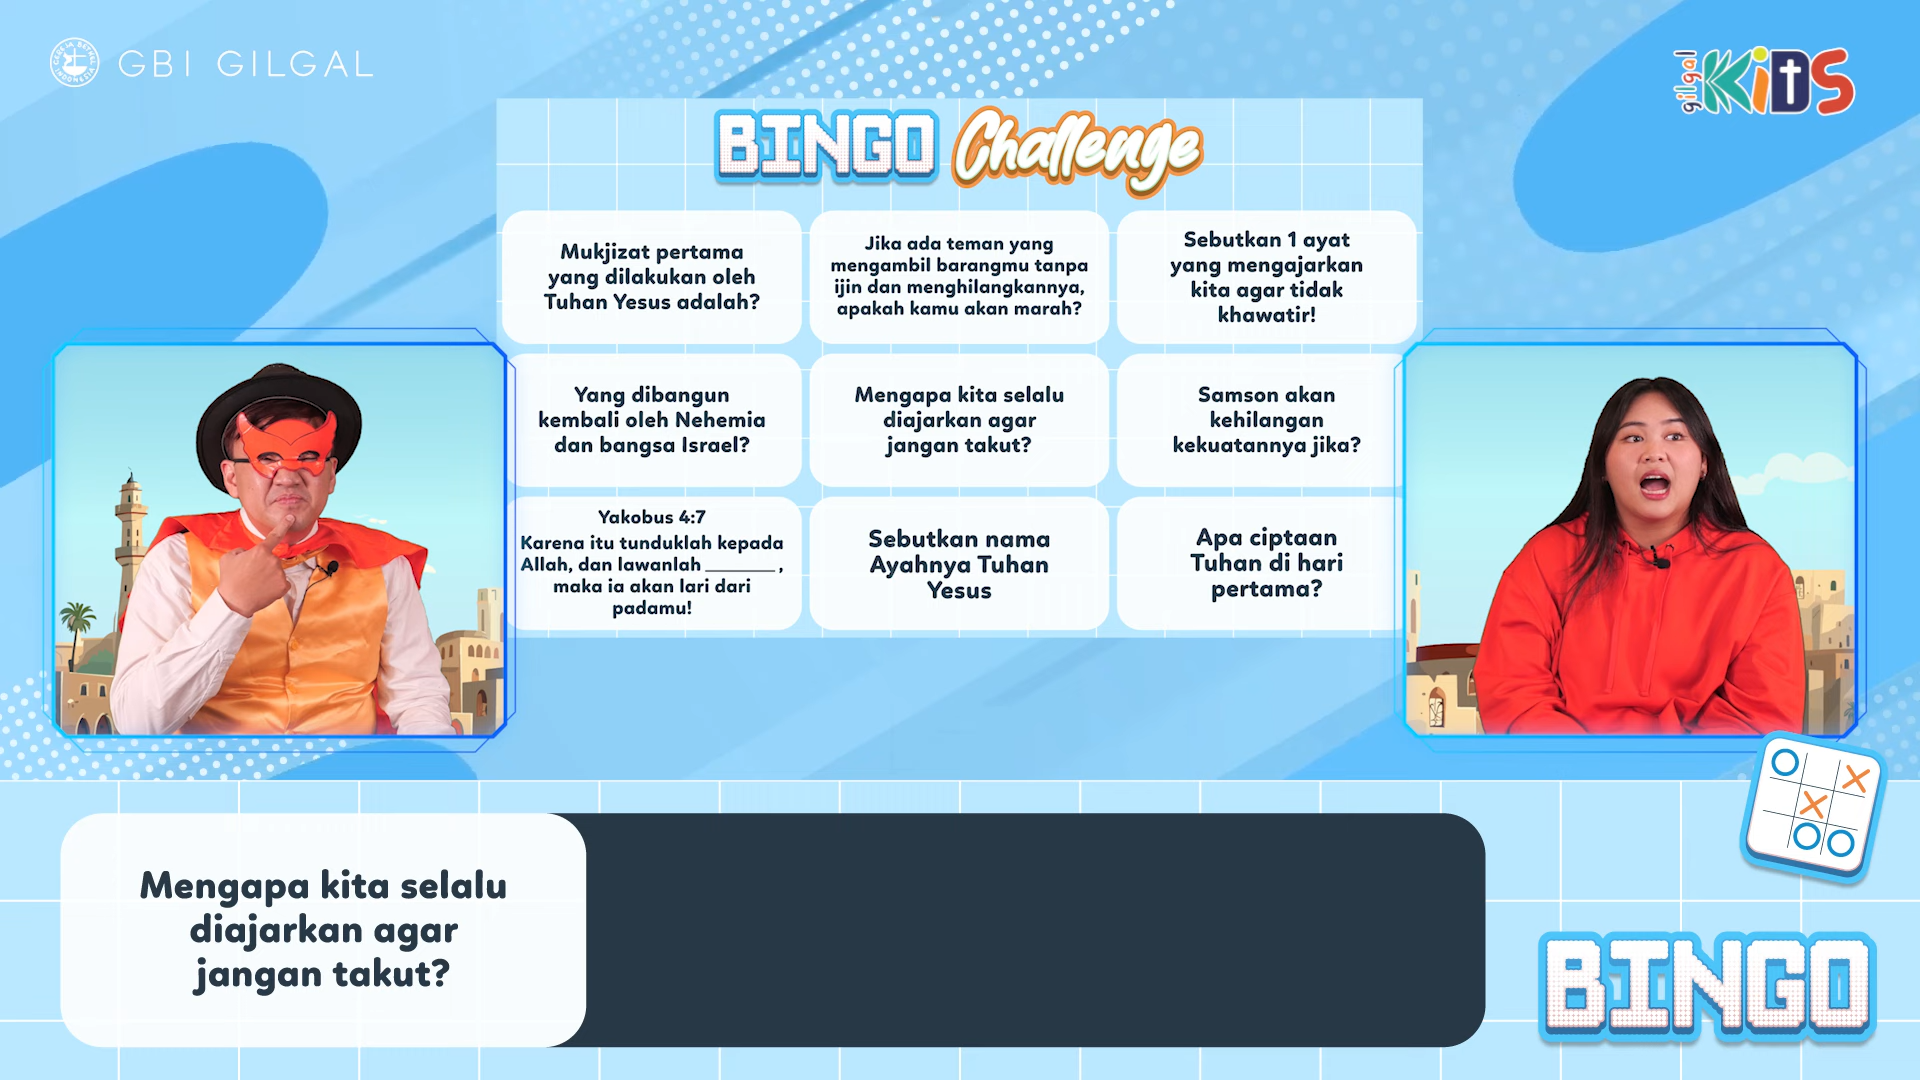 GEREJA BETHEL
INDONESIA
GBI GILGAL
gilgal
KiDS
BINGO Challenge
Mukjizat pertama
yang dilakukan oleh
Tuhan Yesus adalah?
Jika ada teman yang
mengambil barangmu tanpa
ijin dan menghilangkannya,
apakah kamu akan marah?
Sebutkan 1 ayat
yang mengajarkan
kita agar tidak
khawatir!
Yang dibangun
kembali oleh Nehemia
dan bangsa Israel?
Mengapa kita selalu
diajarkan agar
jangan takut?
Samson akan
kehilangan
kekuatannya jika?
Yakobus 4:7
Karena itu tunduklah kepada
Allah, dan lawanlah _______ ,
maka ia akan lari dari
padamu!
Sebutkan nama
Ayahnya Tuhan
Yesus
Apa ciptaan
Tuhan di hari
pertama?
Mengapa kita selalu
diajarkan agar
jangan takut?
BINGO